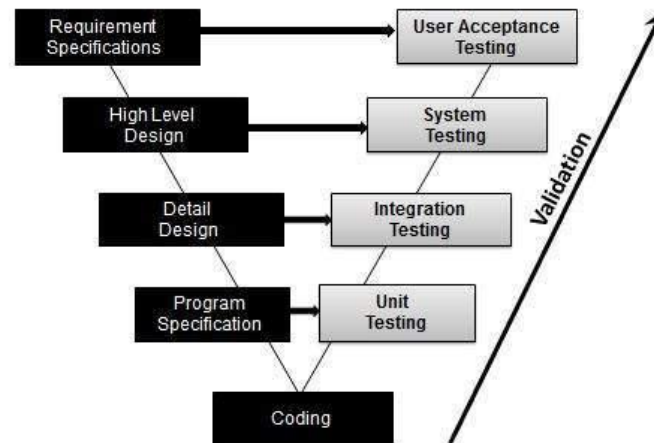 Requirement
Specifications
User Acceptance
Testing
High Level
Design
System
Testing
Detail
Design
Integration
Testing
Program
Specification
Unit
Testing
Coding
Validation